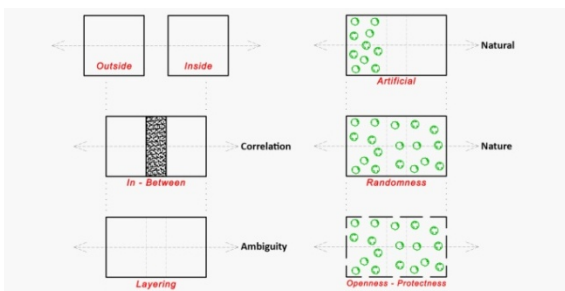 Outside
Inside
Natural
Artificial
Correlation
In - Between
Nature
Randomness
Ambiguity
Layering
Openness - Protectness